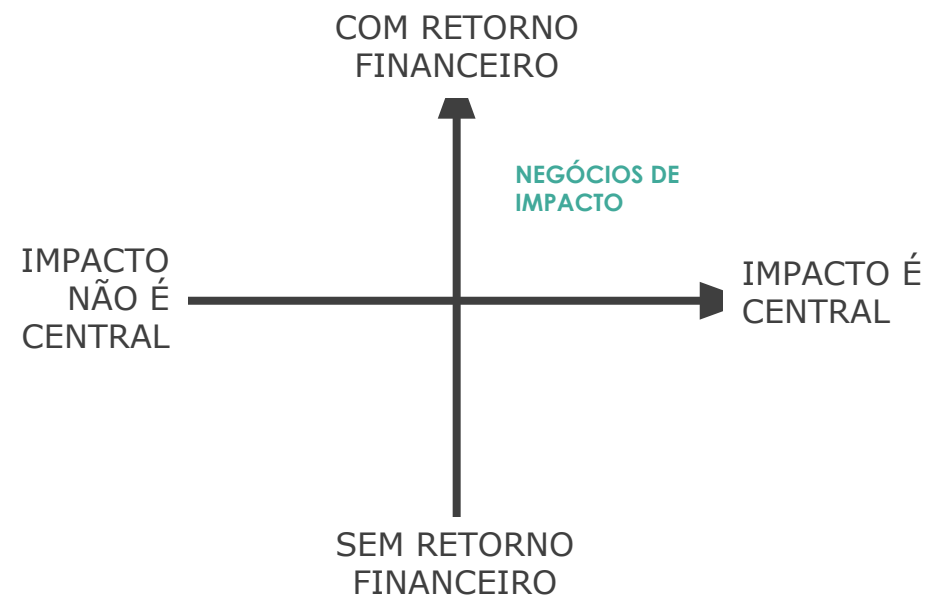 COM RETORNO
FINANCEIRO
NEGÓCIOS DE
IMPACTO
IMPACTO
NÃO É
CENTRAL
IMPACTO É
CENTRAL
SEM RETORNO
FINANCEIRO